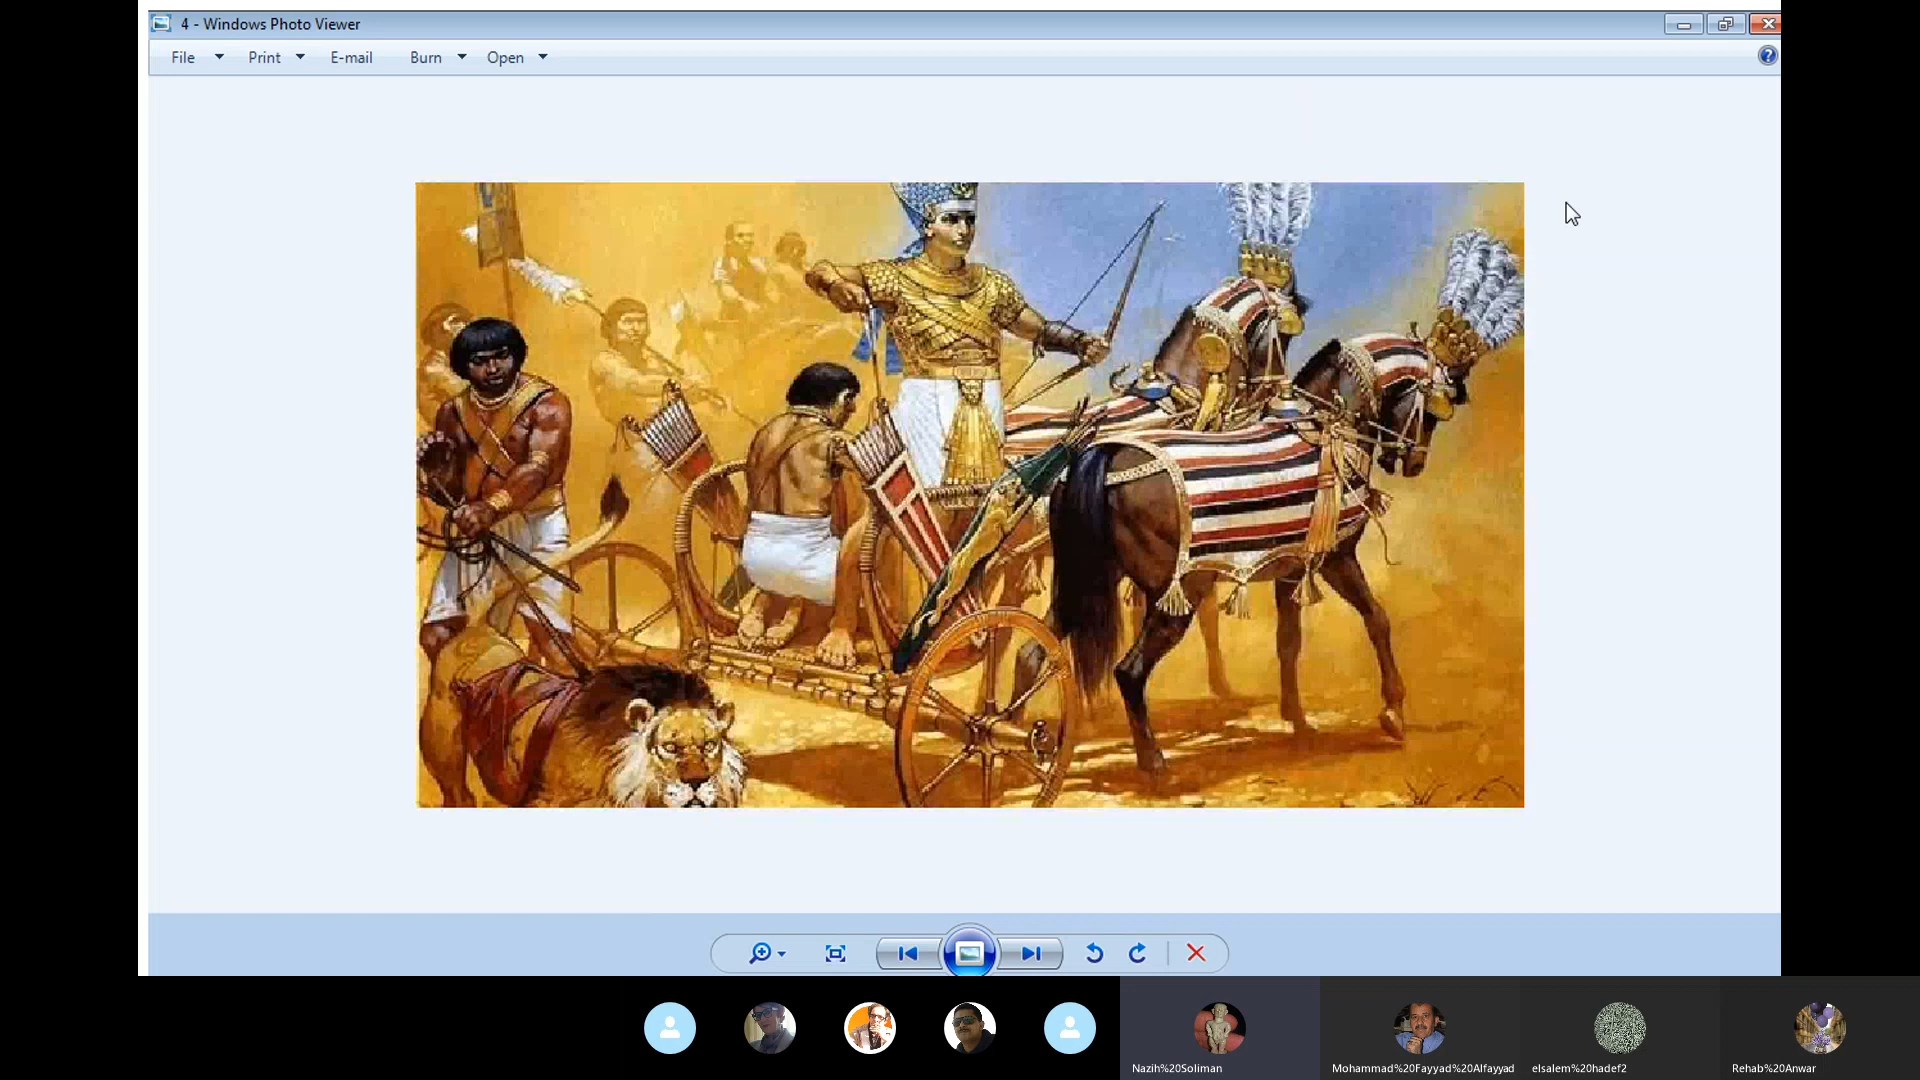 4 - Windows Photo Viewer
File Print E-mail Burn Open
Nazih%20Soliman
Mohammad%20Fayyad%20Alfayyad
elsalem%20hadef2
Rehab%20Anwar